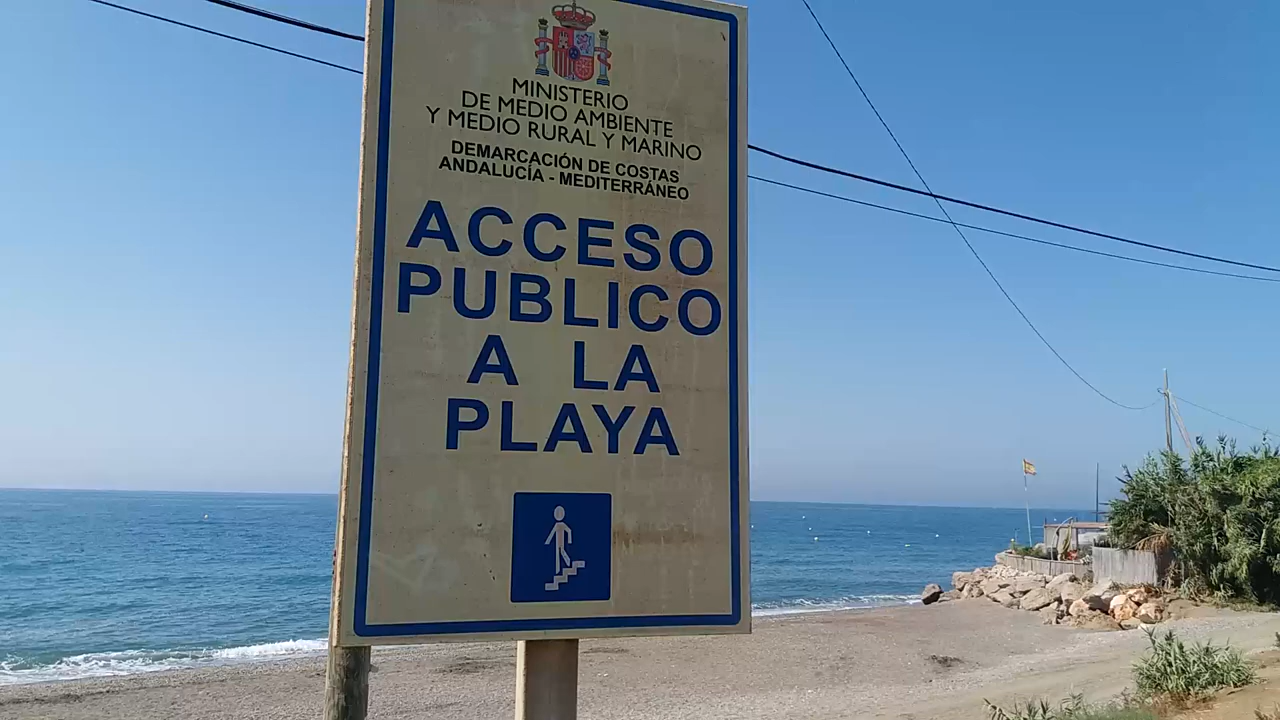 MINISTERIO
DE MEDIO AMBIENTE
Y MEDIO RURAL Y MARINO
DEMARCACIÓN DE COSTAS
ANDALUCÍA - MEDITERRÁNEO
ACCESO
PUBLICO
A LA
PLAYA